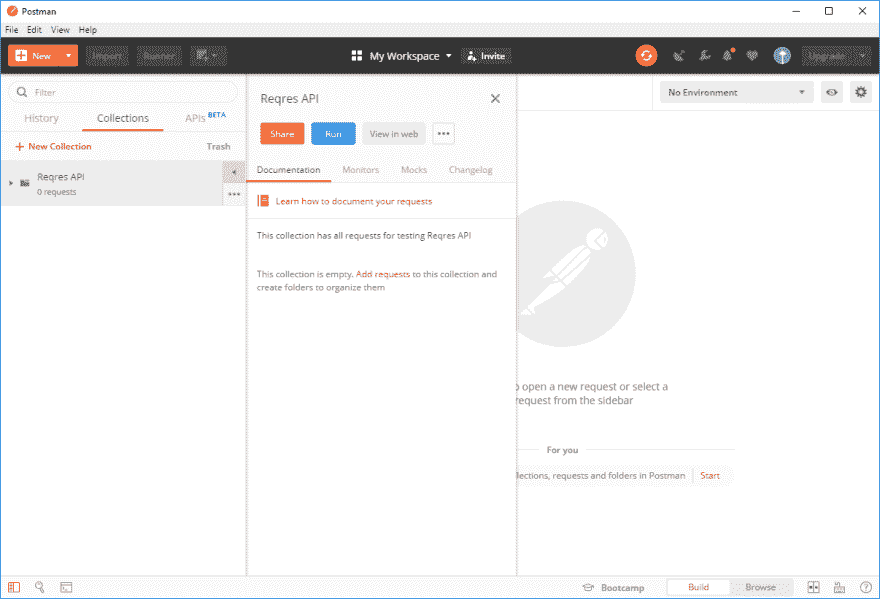 Postman
File Edit View Help
New Import Runner My Workspace Invite Upgrade
Filter
History Collections APIs BETA
+ New Collection Trash
Reqres API
0 requests
Reqres API
Share Run View in web
Documentation Monitors Mocks Changelog
Learn how to document your requests
This collection has all requests for testing Reqres API
This collection is empty. Add requests to this collection and
create folders to organize them
No Environment
open a new request or select a
request from the sidebar
For you
lections, requests and folders in Postman Start
Bootcamp Build Browse